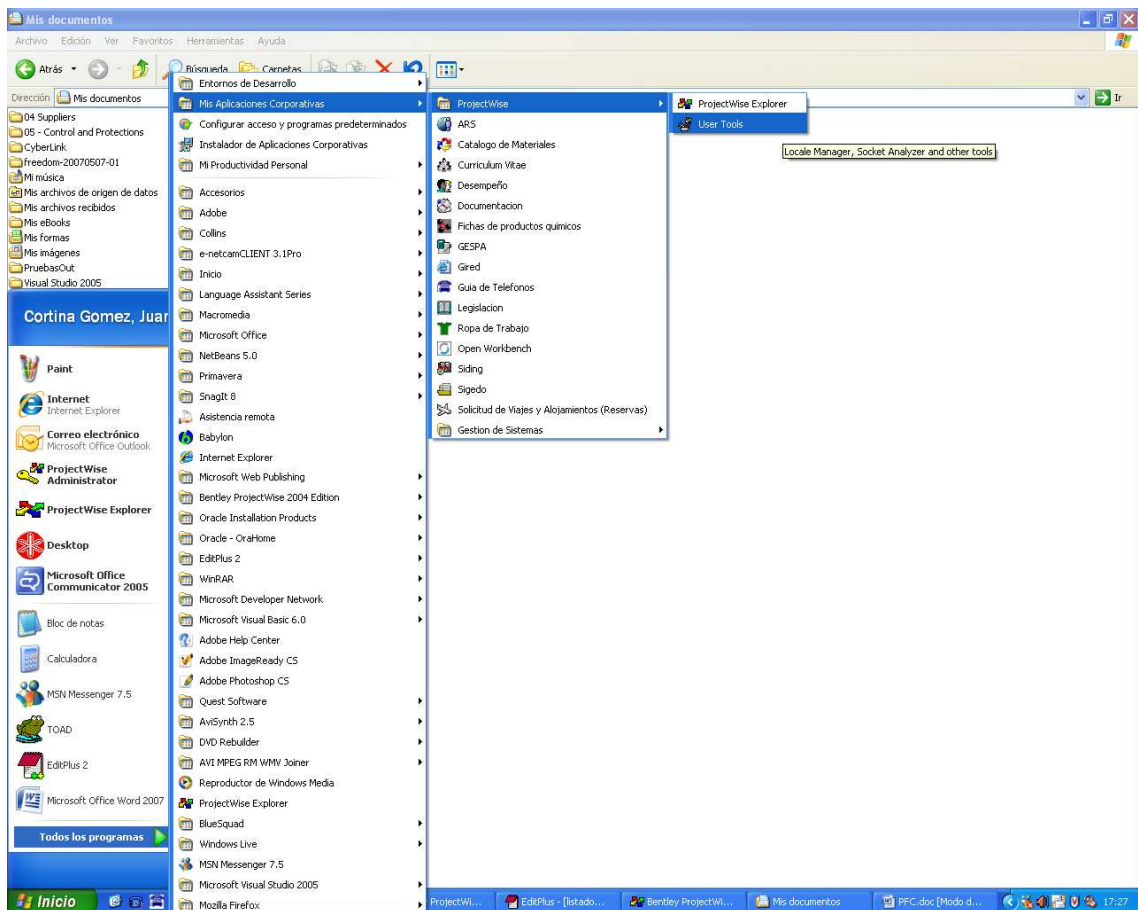 Mis documentos
Archivo Edición Ver Favoritos Herramientas Ayuda
Atrás Búsqueda Carpetas
Dirección Mis documentos Ir
04 Suppliers
05 - Control and Protections
CyberLink
freedom-20070507-01
Mi música
Mis archivos de origen de datos
Mis archivos recibidos
Mis eBooks
Mis formas
Mis imágenes
PruebasOut
Visual Studio 2005
Cortina Gomez, Juan
Paint
Internet
Internet Explorer
Correo electrónico
Microsoft Office Outlook
ProjectWise
Administrator
ProjectWise Explorer
Desktop
Microsoft Office
Communicator 2005
Bloc de notas
Calculadora
MSN Messenger 7.5
TOAD
EditPlus 2
Microsoft Office Word 2007
Todos los programas
Entornos de Desarrollo
Mis Aplicaciones Corporativas
Configurar acceso y programas predeterminados
Instalador de Aplicaciones Corporativas
Mi Productividad Personal
Accesorios
Adobe
Collins
e-netcamCLIENT 3.1Pro
Inicio
Language Assistant Series
Macromedia
Microsoft Office
NetBeans 5.0
Primavera
SnagIt 8
Asistencia remota
Babylon
Internet Explorer
Microsoft Web Publishing
Bentley ProjectWise 2004 Edition
Oracle Installation Products
Oracle - OraHome
EditPlus 2
WinRAR
Microsoft Developer Network
Microsoft Visual Basic 6.0
Adobe Help Center
Adobe ImageReady CS
Adobe Photoshop CS
Quest Software
AviSynth 2.5
DVD Rebuilder
AVI MPEG RM WMV Joiner
Reproductor de Windows Media
ProjectWise Explorer
BlueSquad
Windows Live
MSN Messenger 7.5
Microsoft Visual Studio 2005
Mozilla Firefox
ProjectWise
ARS
Catalogo de Materiales
Curriculum Vitae
Desempeño
Documentacion
Fichas de productos quimicos
GESPA
Gired
Guia de Telefonos
Legislacion
Ropa de Trabajo
Open Workbench
Siding
Sigedo
Solicitud de Viajes y Alojamientos (Reservas)
Gestion de Sistemas
ProjectWise Explorer
User Tools
Locale Manager, Socket Analyzer and other tools
Inicio
ProjectWi...
EditPlus - [listado...
Bentley ProjectWi...
Mis documentos
PFC.doc [Modo d...
17:27